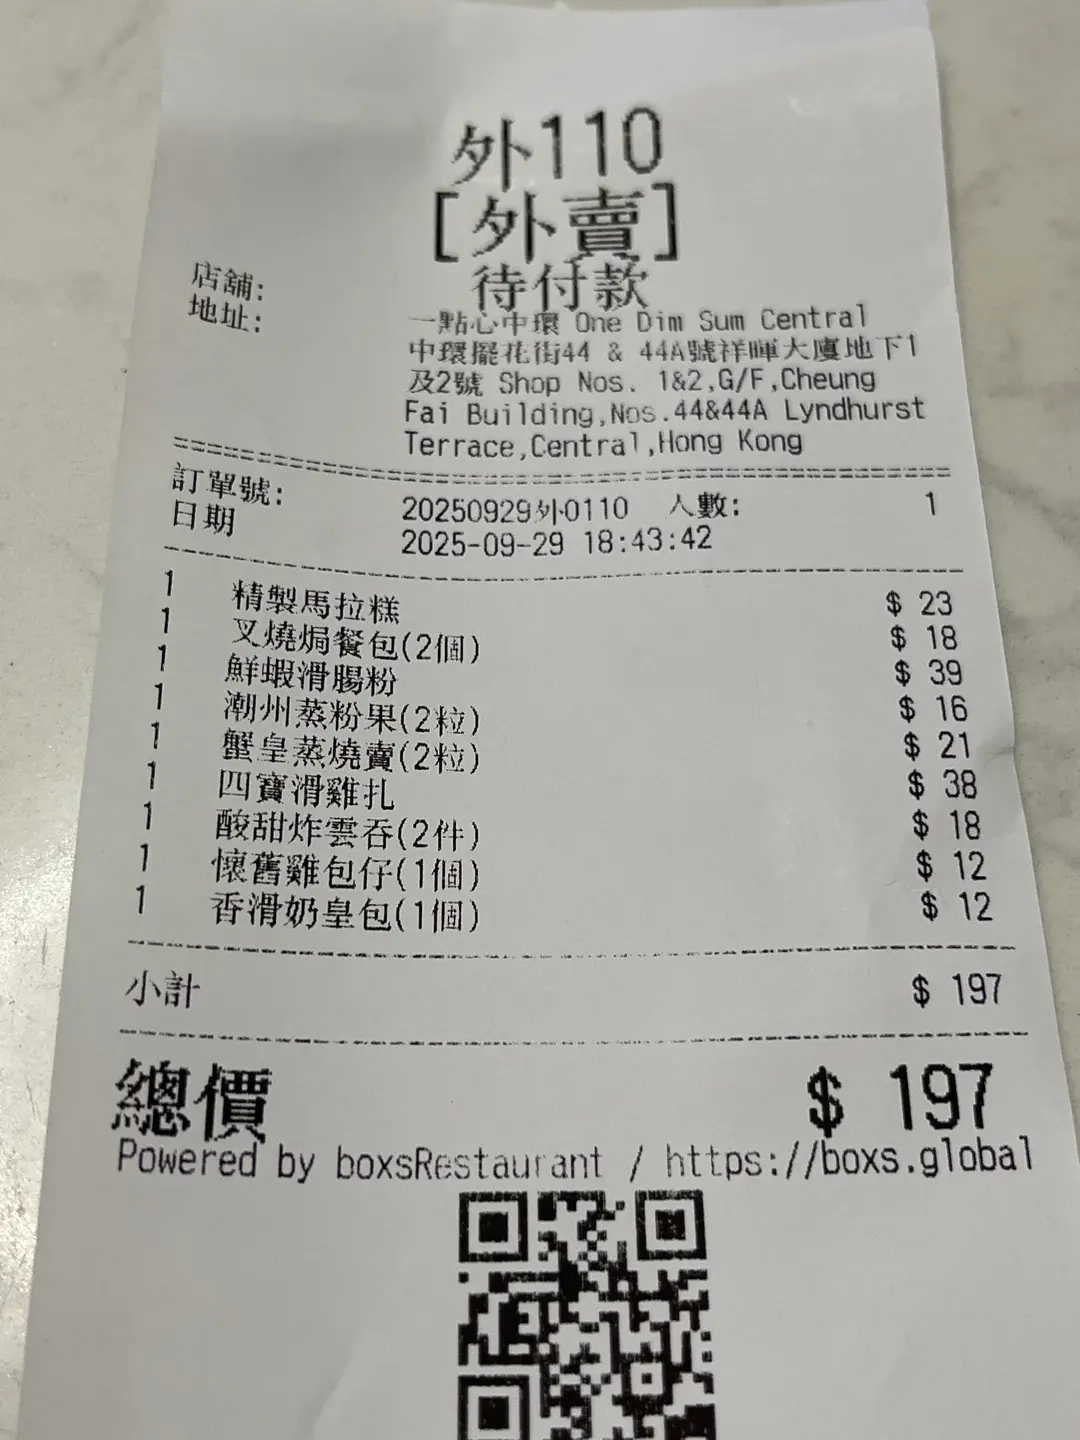 外110
[外賣]
待付款
店舖: 一點心中環 One Dim Sum Central
地址: 中環擺花街44 & 44A號祥暉大廈地下1
及2號 Shop Nos. 1&2,G/F,Cheung
Fai Building,Nos.44&44A Lyndhurst
Terrace,Central,Hong Kong
訂單號: 20250929外0110 人數: 1
日期 2025-09-29 18:43:42
1 精製馬拉糕 $ 23
1 叉燒焗餐包(2個) $ 18
1 鮮蝦滑腸粉 $ 39
1 潮州蒸粉果(2粒) $ 16
1 蟹皇蒸燒賣(2粒) $ 21
1 四寶滑雞扎 $ 38
1 酸甜炸雲吞(2件) $ 18
1 懷舊雞包仔(1個) $ 12
1 香滑奶皇包(1個) $ 12
小計 $ 197
總價 $ 197
Powered by boxsRestaurant / https://boxs.global